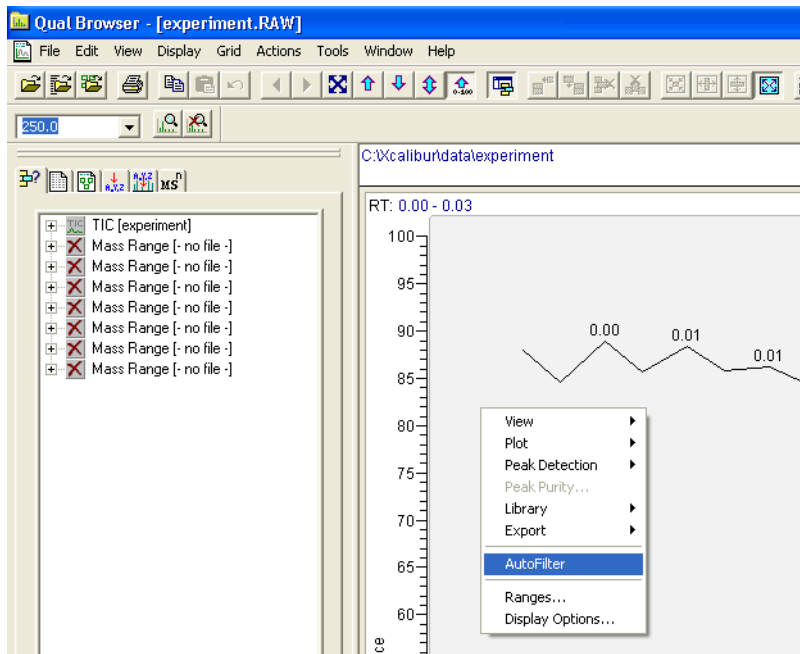 Qual Browser - [experiment.RAW]
File Edit View Display Grid Actions Tools Window Help
0-100
250.0
? A,Y,Z A,Y,Z MSn
C:\Xcalibur\data\experiment
TIC TIC [experiment]
Mass Range [- no file -]
Mass Range [- no file -]
Mass Range [- no file -]
Mass Range [- no file -]
Mass Range [- no file -]
Mass Range [- no file -]
Mass Range [- no file -]
RT: 0.00 - 0.03
100
95
90
85
80
75
70
65
60
0.00
0.01
0.01
View
Plot
Peak Detection
Peak Purity...
Library
Export
AutoFilter
Ranges...
Display Options...
ce